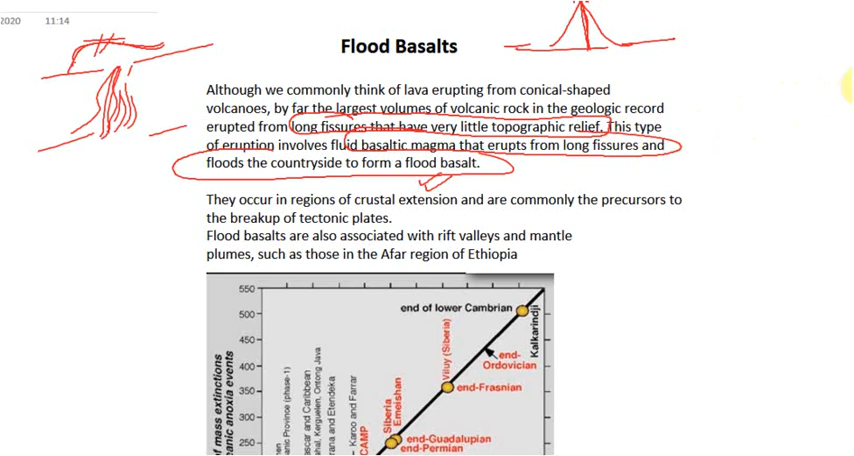 2020 11:14
Flood Basalts
Although we commonly think of lava erupting from conical-shaped
volcanoes, by far the largest volumes of volcanic rock in the geologic record
erupted from long fissures that have very little topographic relief. This type
of eruption involves fluid basaltic magma that erupts from long fissures and
floods the countryside to form a flood basalt.
They occur in regions of crustal extension and are commonly the precursors to
the breakup of tectonic plates.
Flood basalts are also associated with rift valleys and mantle
plumes, such as those in the Afar region of Ethiopia
550
500
450
400
350
300
250
of mass extinctions
anoxia events
(phase-1)
and Caribbean
Kerguelen, Ontong Java
and Etendeka
Karoo and Farrar
CAMP
Siberia
Emeishan
Viluy (Siberia)
Kalkarindji
end of lower Cambrian
end-
Ordovician
end-Frasnian
end-Guadalupian
end-Permian